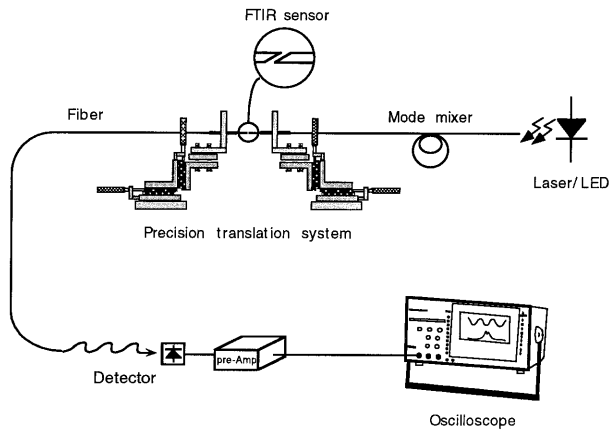 FTIR sensor
Fiber
Mode mixer
Laser/ LED
Precision translation system
Detector
pre-Amp
Oscilloscope